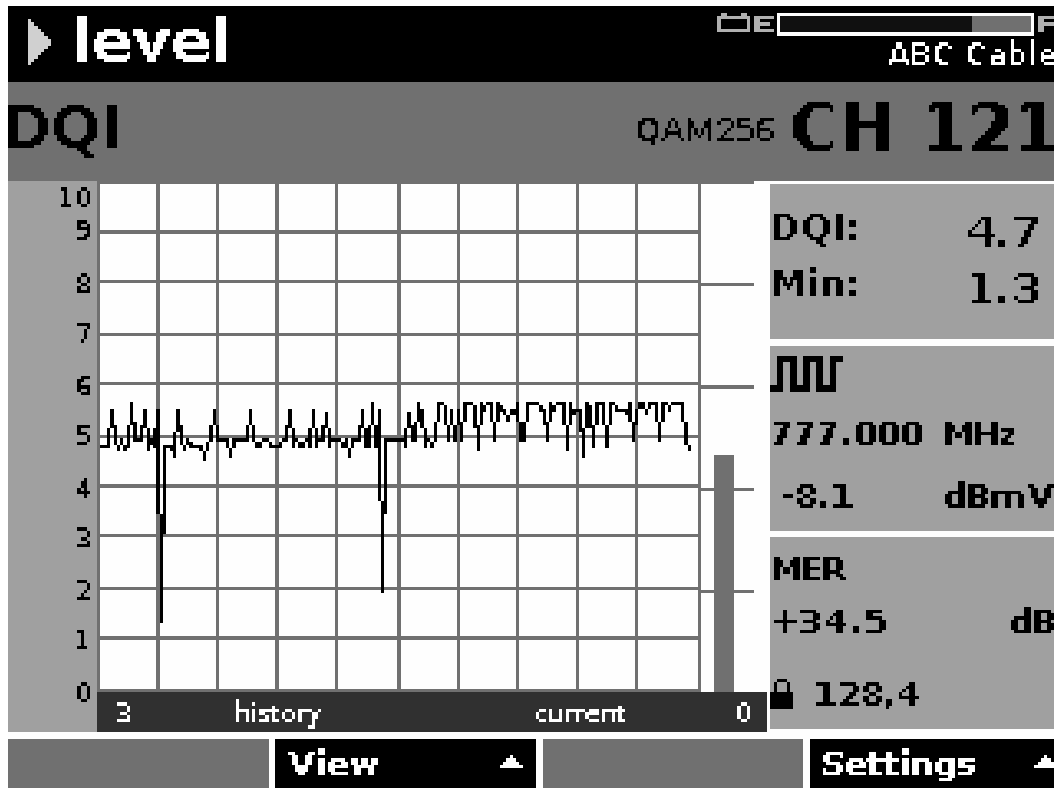 level
E F
ABC Cable
DQI
QAM256 CH 121
10
9
8
7
6
5
4
3
2
1
0
3 history current 0
DQI: 4.7
Min: 1.3
777.000 MHz
-8.1 dBmV
MER
+34.5 dB
128,4
View
Settings